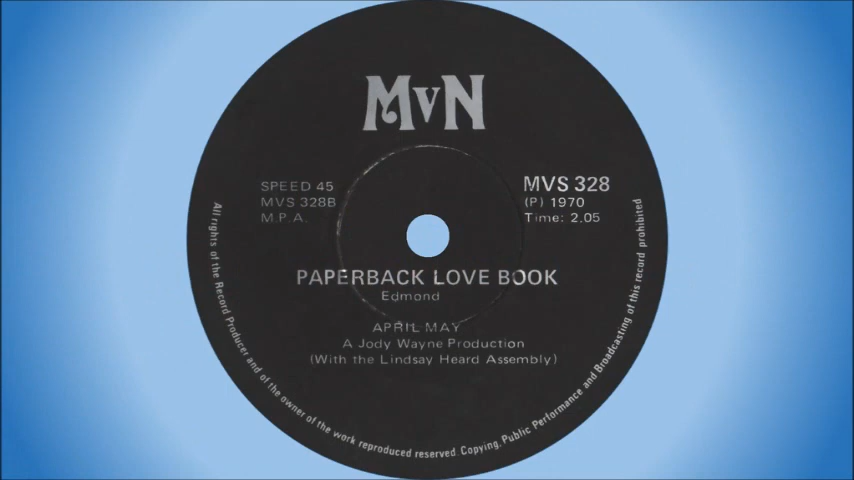 MVN
SPEED 45
MVS 328B
M.P.A.
MVS 328
(P) 1970
Time: 2.05
PAPERBACK LOVE BOOK
Edmond
APRIL MAY
A Jody Wayne Production
(With the Lindsay Heard Assembly)
All rights of the Record Producer and of the owner of the work reproduced reserved. Copying, Public Performance and Broadcasting of this record prohibited